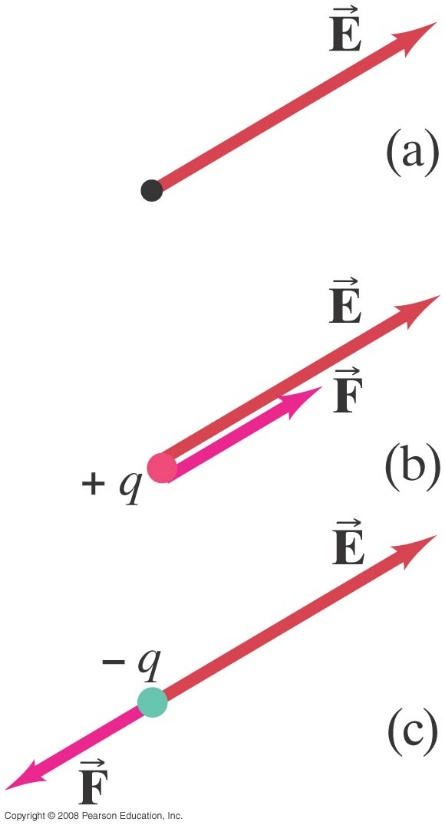 E⃗
(a)
E⃗
F⃗
+ q
(b)
E⃗
− q
(c)
F⃗
Copyright © 2008 Pearson Education, Inc.